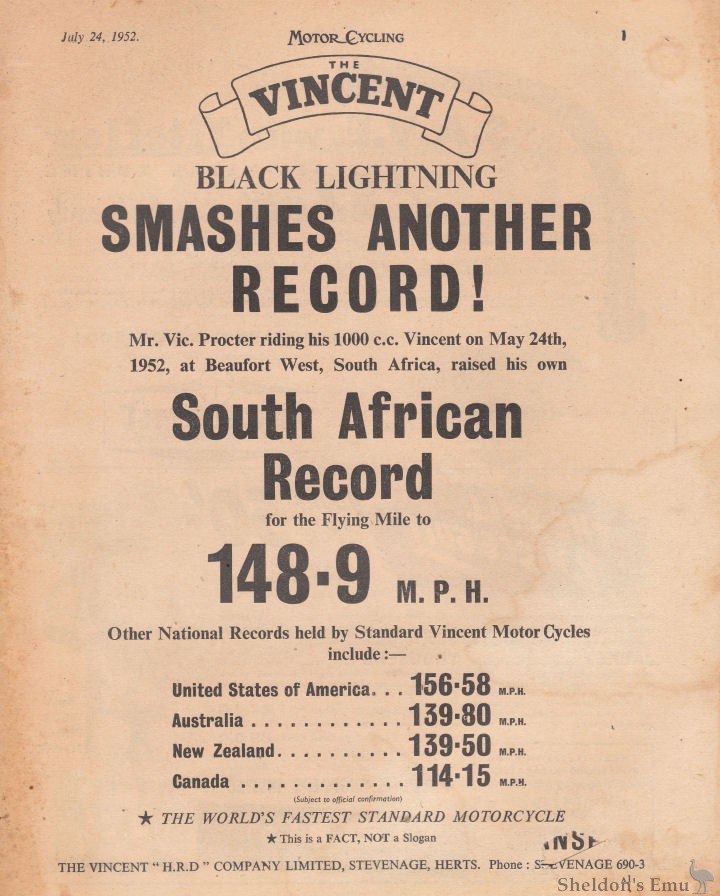 July 24, 1952.
MOTOR CYCLING
1
THE
VINCENT
BLACK LIGHTNING
SMASHES ANOTHER
RECORD!
Mr. Vic. Procter riding his 1000 c.c. Vincent on May 24th,
1952, at Beaufort West, South Africa, raised his own
South African
Record
for the Flying Mile to
148·9 M. P. H.
Other National Records held by Standard Vincent Motor Cycles
include :—
United States of America. . . 156·58 M.P.H.
Australia . . . . . . . . . . . . 139·80 M.P.H.
New Zealand. . . . . . . . . . 139·50 M.P.H.
Canada . . . . . . . . . . . . . 114·15 M.P.H.
(Subject to official confirmation)
★ THE WORLD'S FASTEST STANDARD MOTORCYCLE
★ This is a FACT, NOT a Slogan
THE VINCENT "H.R.D" COMPANY LIMITED, STEVENAGE, HERTS. Phone : 690-3
Sheldon's Emu